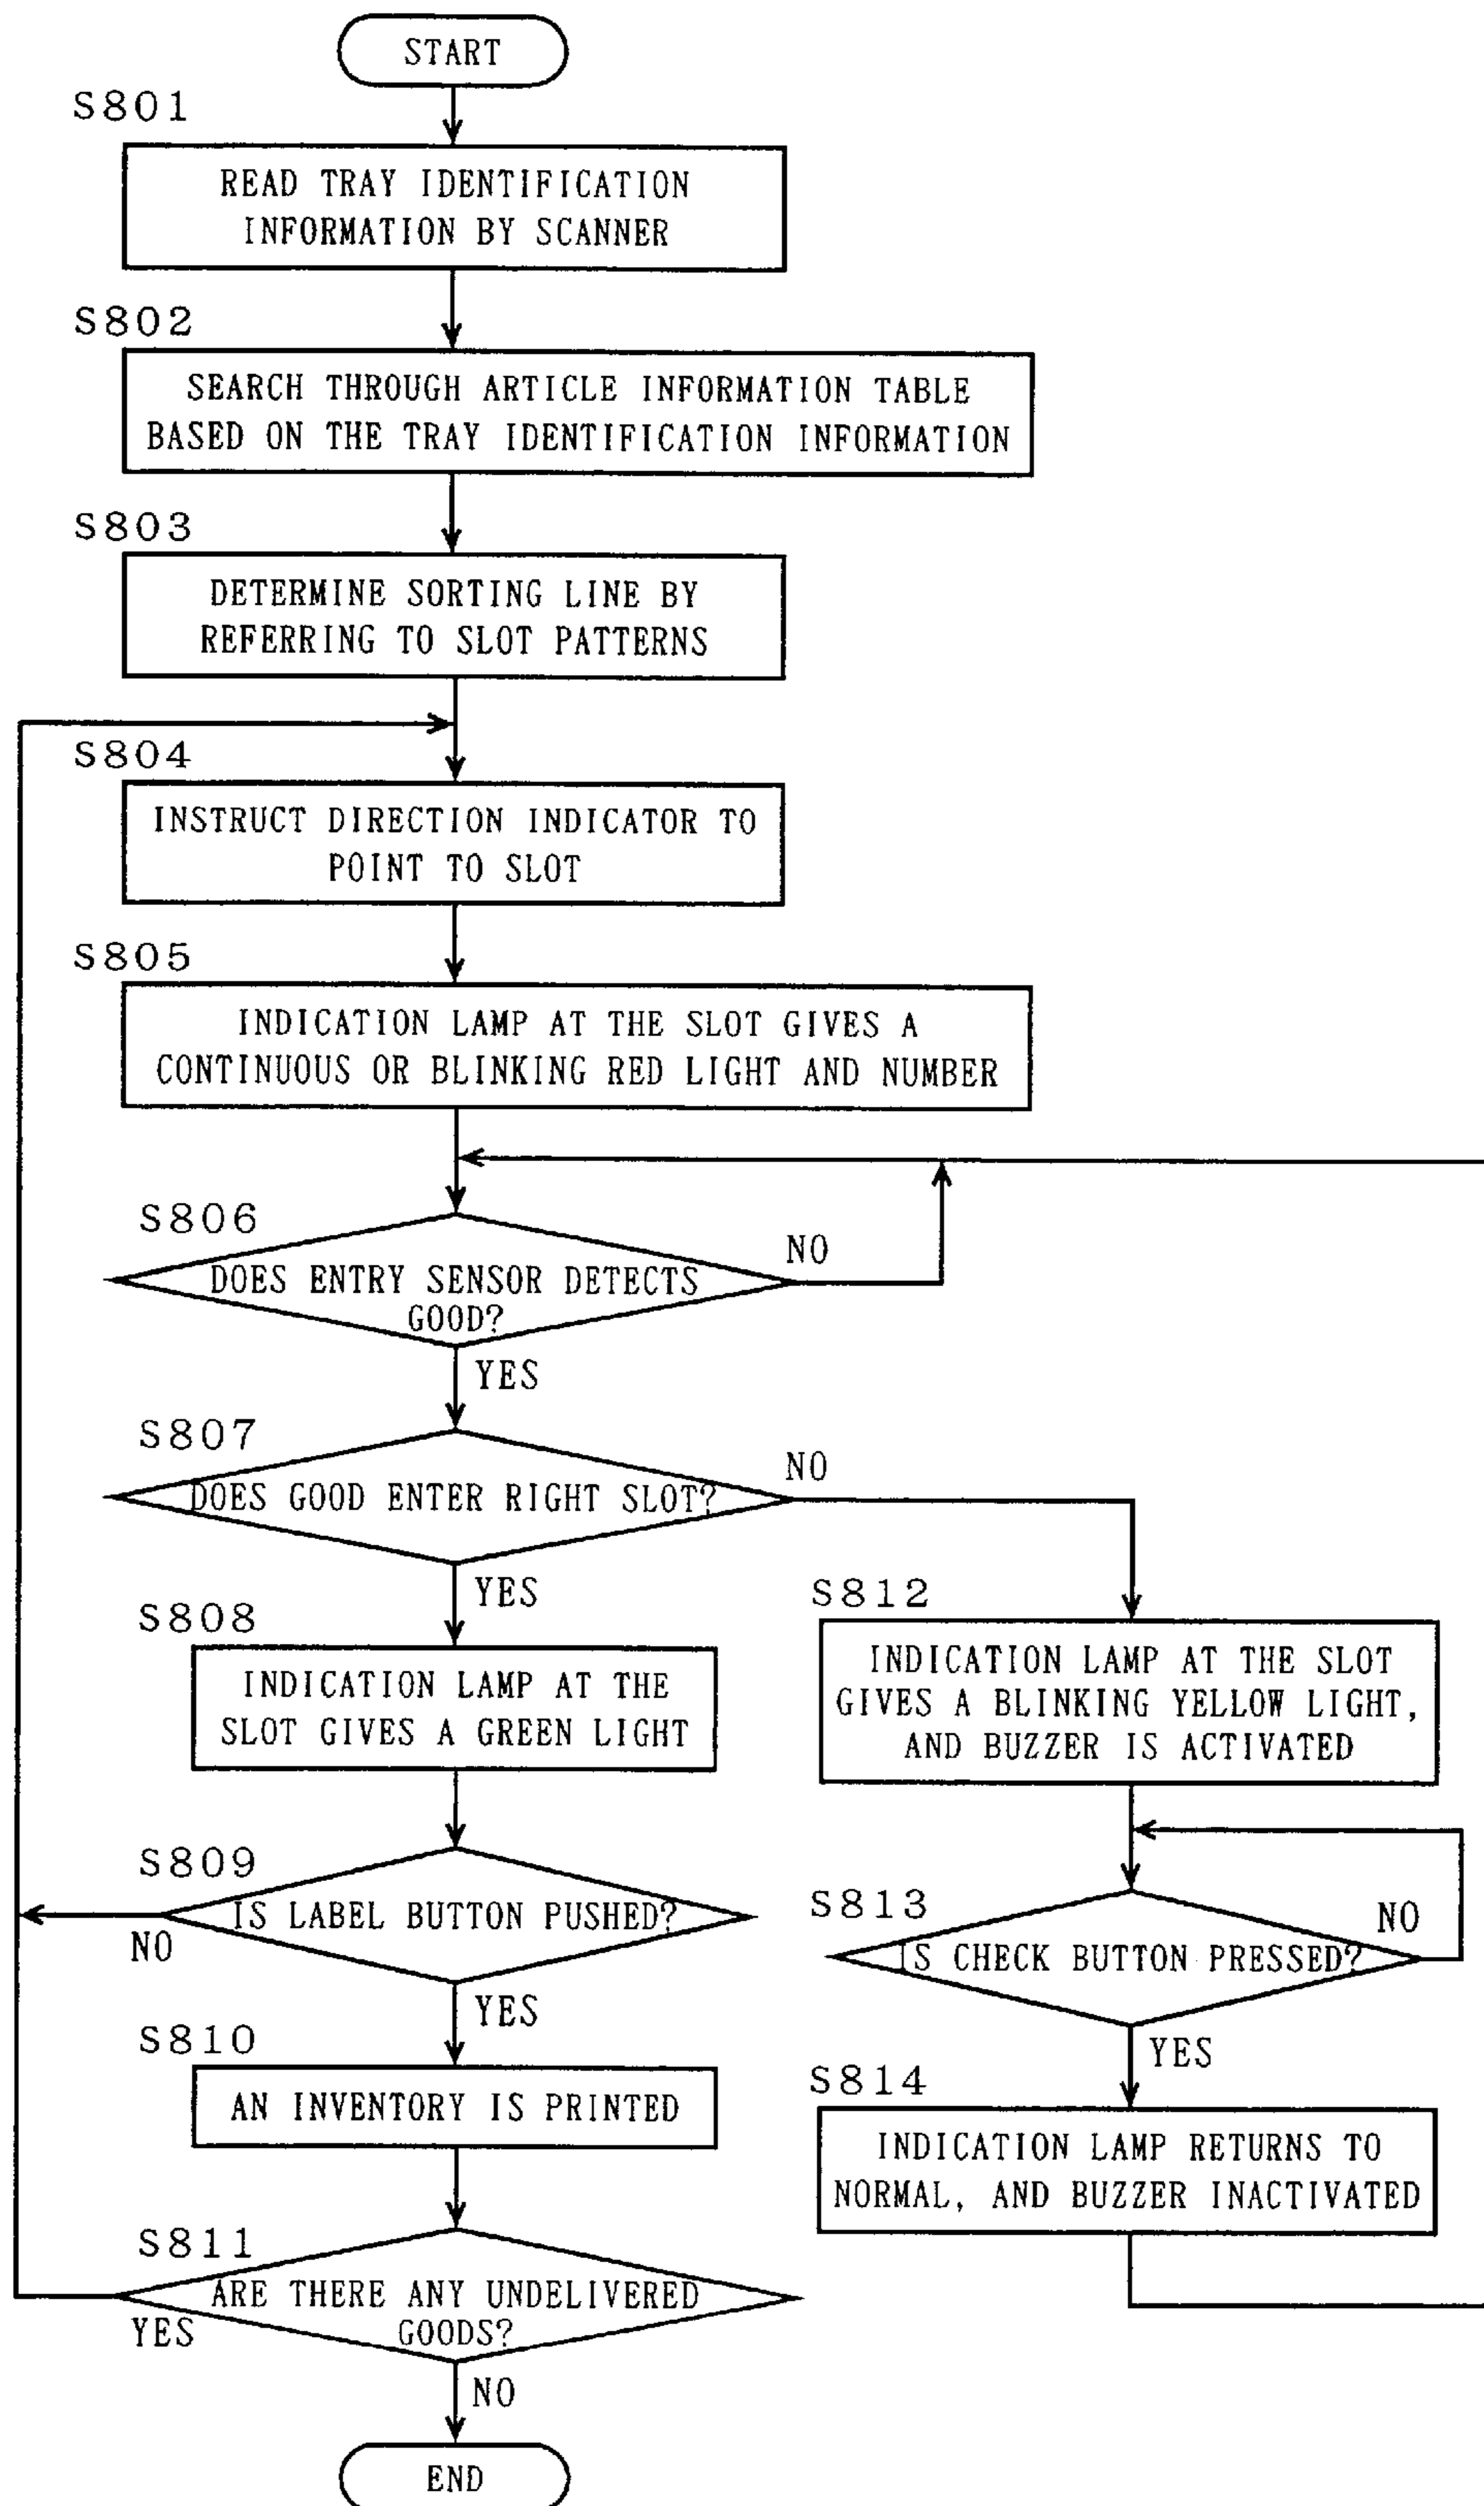 START
S801
READ TRAY IDENTIFICATION
INFORMATION BY SCANNER
S802
SEARCH THROUGH ARTICLE INFORMATION TABLE
BASED ON THE TRAY IDENTIFICATION INFORMATION
S803
DETERMINE SORTING LINE BY
REFERRING TO SLOT PATTERNS
S804
INSTRUCT DIRECTION INDICATOR TO
POINT TO SLOT
S805
INDICATION LAMP AT THE SLOT GIVES A
CONTINUOUS OR BLINKING RED LIGHT AND NUMBER
S806
NO
DOES ENTRY SENSOR DETECTS
GOOD?
YES
S807
NO
DOES GOOD ENTER RIGHT SLOT?
YES
S808
INDICATION LAMP AT THE
SLOT GIVES A GREEN LIGHT
S809
IS LABEL BUTTON PUSHED?
NO
YES
S810
AN INVENTORY IS PRINTED
S811
ARE THERE ANY UNDELIVERED
GOODS?
YES
NO
END
S812
INDICATION LAMP AT THE SLOT
GIVES A BLINKING YELLOW LIGHT,
AND BUZZER IS ACTIVATED
S813
NO
IS CHECK BUTTON PRESSED?
YES
S814
INDICATION LAMP RETURNS TO
NORMAL, AND BUZZER INACTIVATED